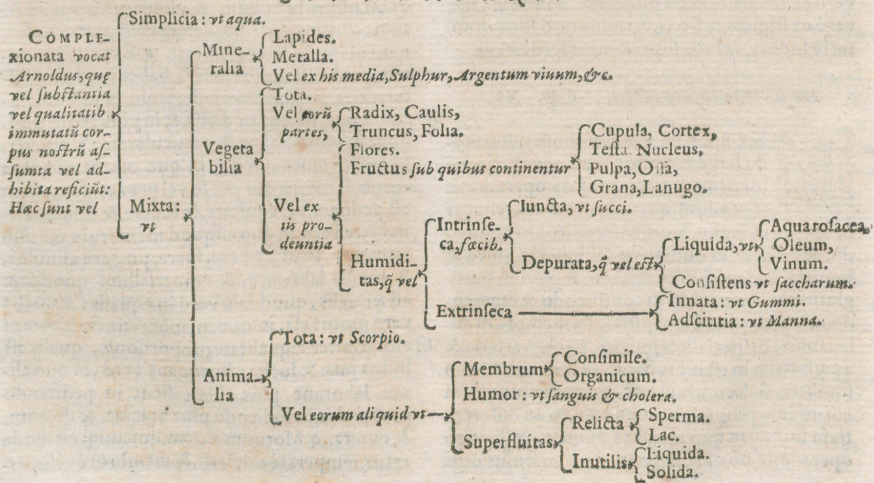 Simplicia: vt aqua.
COMPLE-
xionata vocat
Arnoldus, quę
vel substantia
vel qualitatib.
immutatū cor-
pus nostrū as-
sumta vel ad-
hibita reficiūt:
Hæc sunt vel
Mixta:
vt
Mine-
ralia
Lapides.
Metalla.
Vel ex his media, Sulphur, Argentum viuum, &c.
Vegeta
bilia
Tota.
Vel eorū
partes,
Radix, Caulis,
Truncus, Folia.
Vel ex
iis pro-
deuntia
Flores.
Fructus sub quibus continentur
Cupula, Cortex,
Testa, Nucleus,
Pulpa, Ossa,
Grana, Lanugo.
Humidi-
tas, q̄ vel
Intrinse-
ca, fæcib.
Iuncta, vt succi.
Depurata, q̄ vel est
Liquida, vt
Aqua rosacea,
Oleum,
Vinum.
Consistens vt saccharum.
Extrinseca
Innata: vt Gummi.
Adscititia: vt Manna.
Anima-
lia
Tota: vt Scorpio.
Vel eorum aliquid vt
Membrum
Consimile.
Organicum.
Humor: vt sanguis & cholera.
Superfluitas
Relicta
Sperma.
Lac.
Inutilis
Liquida.
Solida.